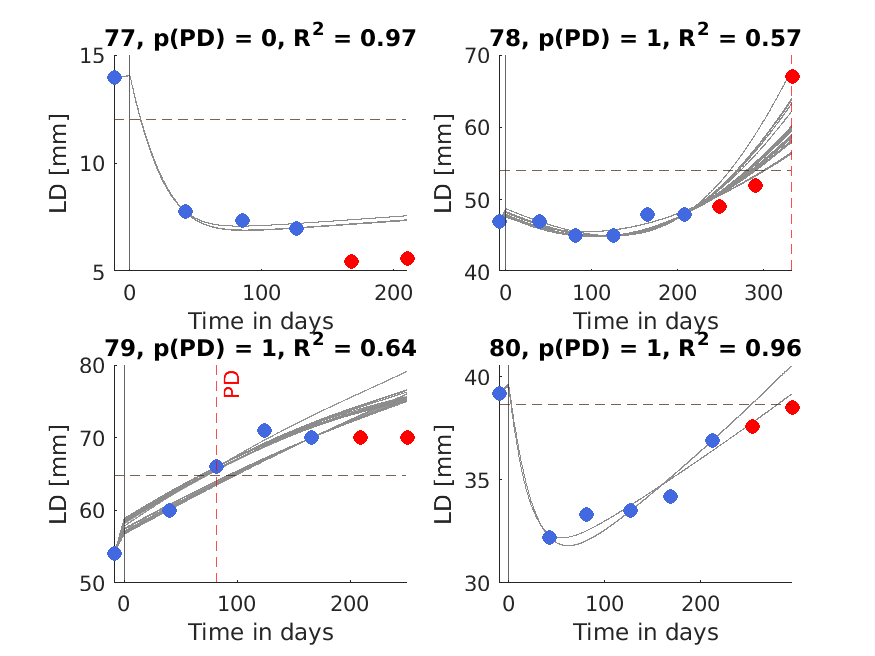 77, p(PD) = 0, R² = 0.97
15
10
5
LD [mm]
0
100
200
Time in days
78, p(PD) = 1, R² = 0.57
70
60
50
40
LD [mm]
0
100
200
300
Time in days
79, p(PD) = 1, R² = 0.64
80
70
60
50
LD [mm]
PD
0
100
200
Time in days
80, p(PD) = 1, R² = 0.96
40
35
30
LD [mm]
0
100
200
Time in days